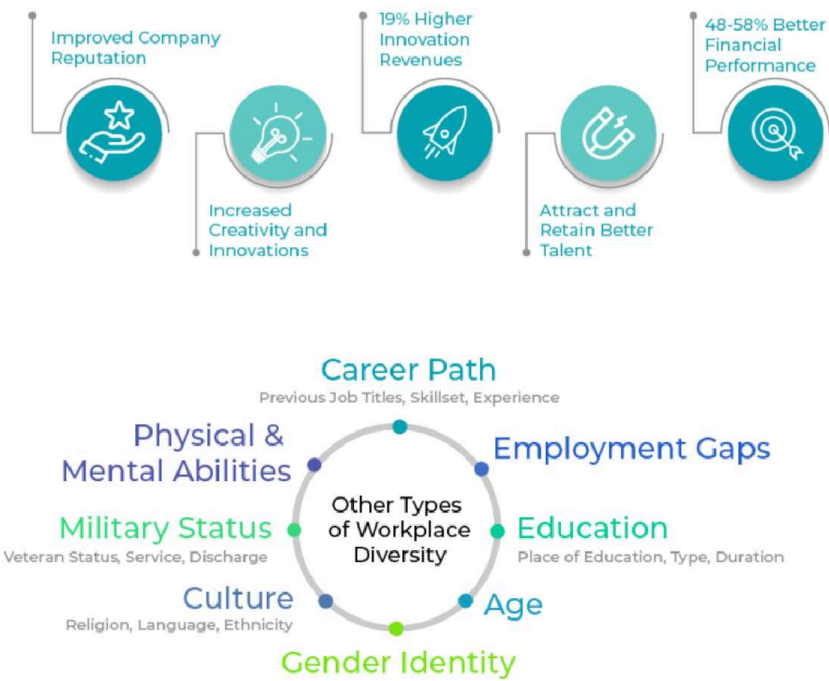 Improved Company
Reputation
19% Higher
Innovation
Revenues
48-58% Better
Financial
Performance
Increased
Creativity and
Innovations
Attract and
Retain Better
Talent
Career Path
Previous Job Titles, Skillset, Experience
Physical &
Mental Abilities
Employment Gaps
Other Types
of Workplace
Diversity
Military Status
Veteran Status, Service, Discharge
Education
Place of Education, Type, Duration
Culture
Religion, Language, Ethnicity
Age
Gender Identity